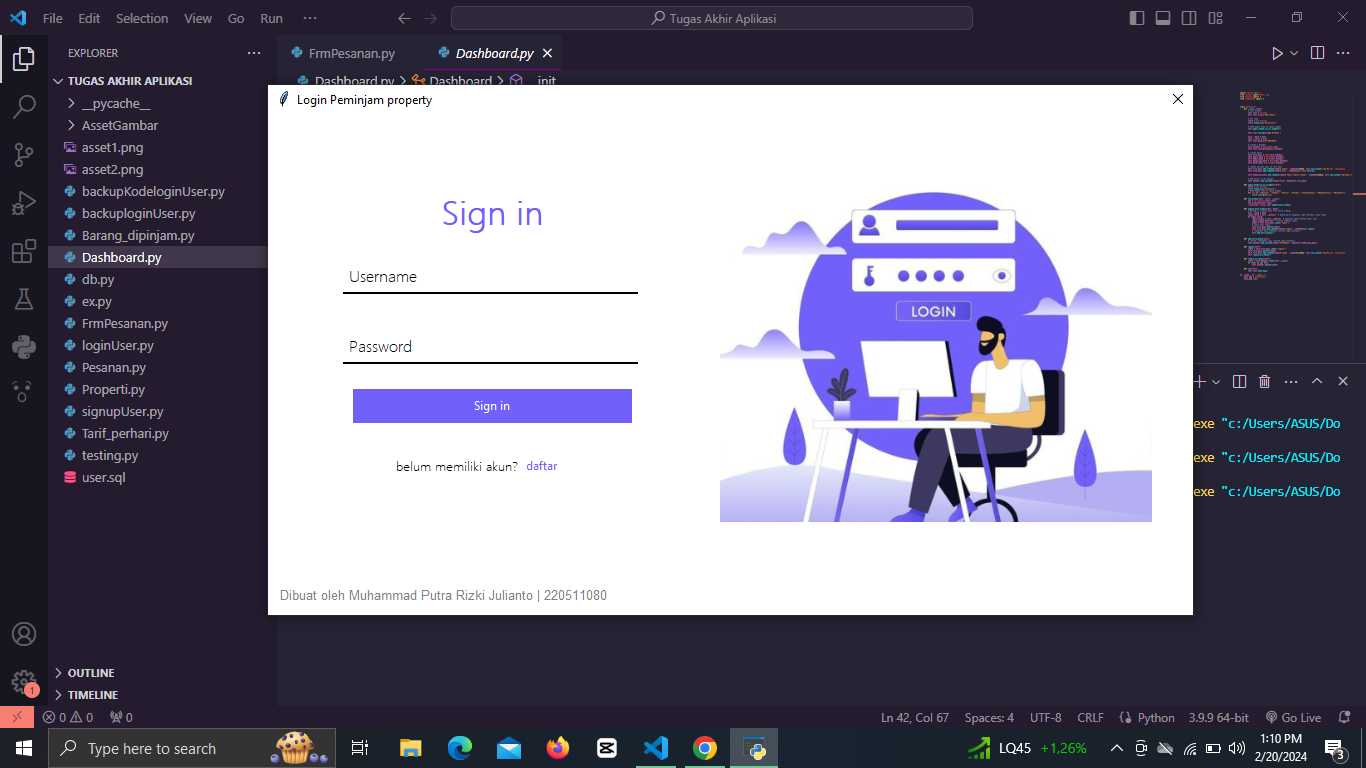 File Edit Selection View Go Run ···
Tugas Akhir Aplikasi
EXPLORER
TUGAS AKHIR APLIKASI
__pycache__
AssetGambar
asset1.png
asset2.png
backupKodeloginUser.py
backuploginUser.py
Barang_dipinjam.py
Dashboard.py
db.py
ex.py
FrmPesanan.py
loginUser.py
Pesanan.py
Properti.py
signupUser.py
Tarif_perhari.py
testing.py
user.sql
OUTLINE
TIMELINE
FrmPesanan.py
Dashboard.py
Dashboard.py > Dashboard > __init
Login Peminjam property
Sign in
Username
Password
Sign in
belum memiliki akun? daftar
LOGIN
Dibuat oleh Muhammad Putra Rizki Julianto | 220511080
exe "c:/Users/ASUS/Do
exe "c:/Users/ASUS/Do
exe "c:/Users/ASUS/Do
1
0 0 0
Ln 42, Col 67 Spaces: 4 UTF-8 CRLF Python 3.9.9 64-bit Go Live
Type here to search
LQ45 +1,26%
1:10 PM
2/20/2024
3